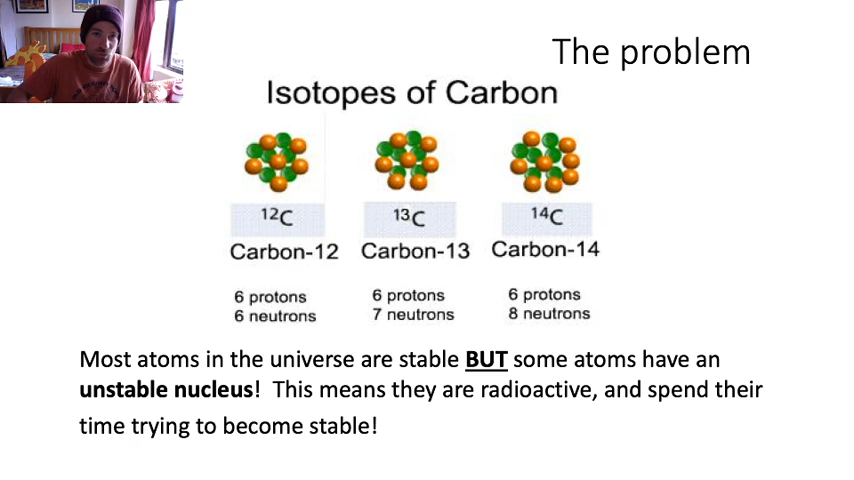 The problem
Isotopes of Carbon
¹²C ¹³C ¹⁴C
Carbon-12 Carbon-13 Carbon-14
6 protons 6 protons 6 protons
6 neutrons 7 neutrons 8 neutrons
Most atoms in the universe are stable BUT some atoms have an
unstable nucleus! This means they are radioactive, and spend their
time trying to become stable!